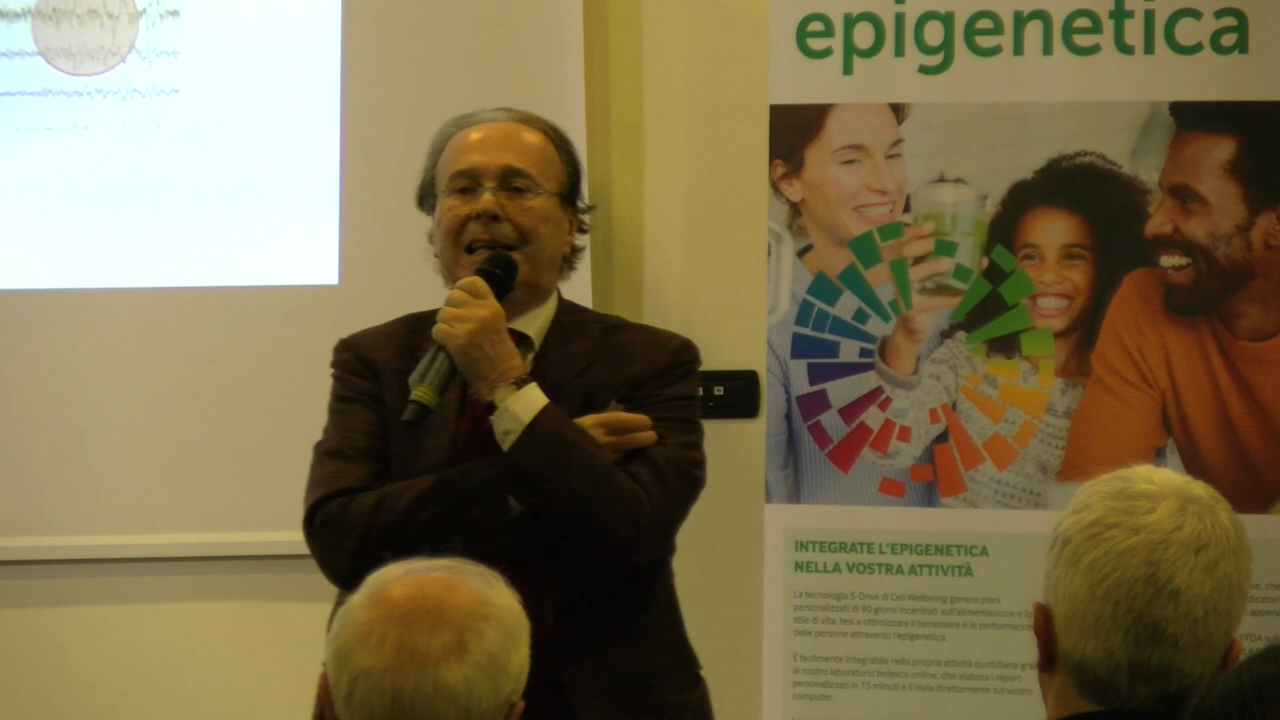 epigenetica
INTEGRATE L'EPIGENETICA
NELLA VOSTRA ATTIVITÀ
La tecnologia S-Drive di Cell Wellbeing genera piani
personalizzati di 90 giorni incentrati sull'alimentazione e lo
stile di vita, tesi a ottimizzare il benessere e le performance
delle persone attraverso l'epigenetica.
È facilmente integrabile nella propria attività quotidiana
al nostro laboratorio tedesco online, che elabora i report
personalizzati in 15 minuti e li invia direttamente sul vostro
computer.